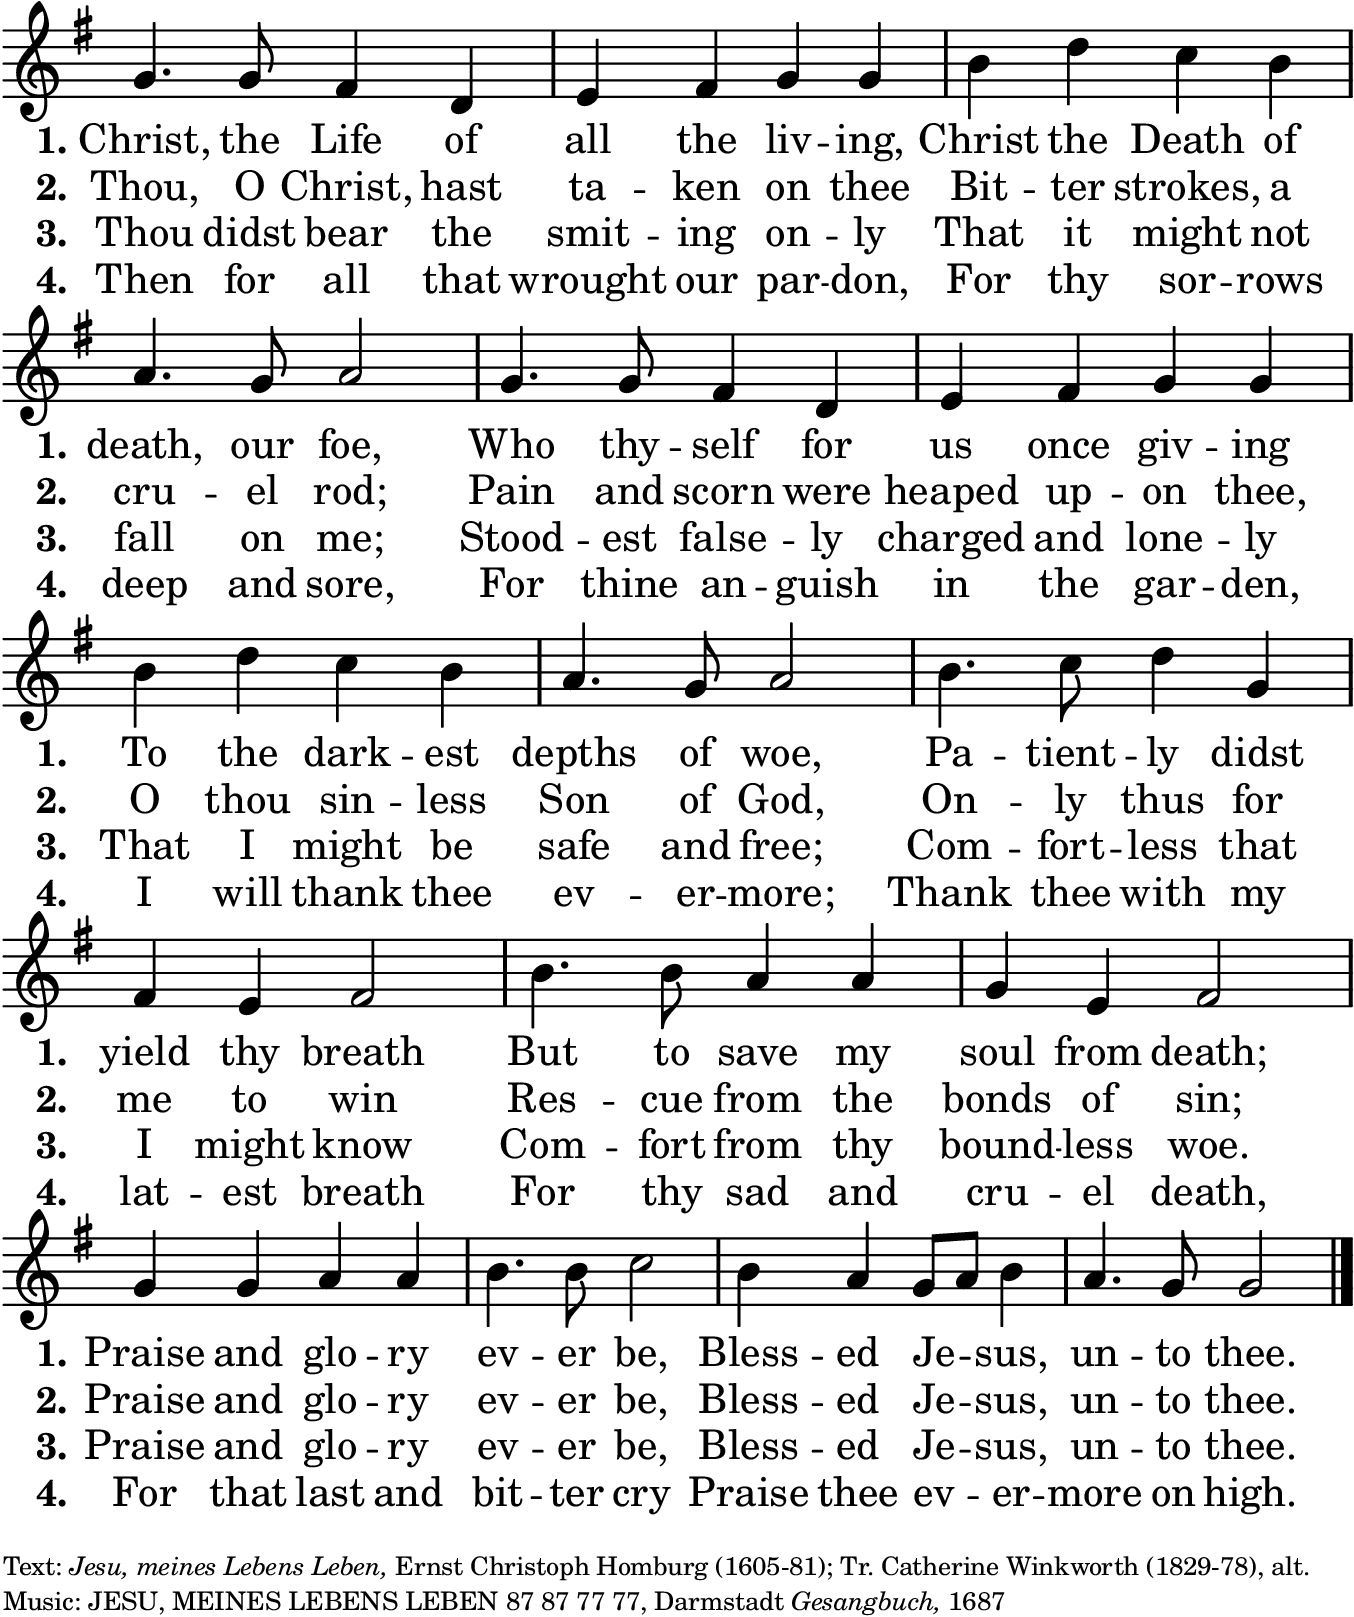 1. Christ, the Life of all the liv -- ing, Christ the Death of
2. Thou, O Christ, hast ta -- ken on thee Bit -- ter strokes, a
3. Thou didst bear the smit -- ing on -- ly That it might not
4. Then for all that wrought our par -- don, For thy sor -- rows
1. death, our foe, Who thy -- self for us once giv -- ing
2. cru -- el rod; Pain and scorn were heaped up -- on thee,
3. fall on me; Stood -- est false -- ly charged and lone -- ly
4. deep and sore, For thine an -- guish in the gar -- den,
1. To the dark -- est depths of woe, Pa -- tient -- ly didst
2. O thou sin -- less Son of God, On -- ly thus for
3. That I might be safe and free; Com -- fort -- less that
4. I will thank thee ev -- er -- more; Thank thee with my
1. yield thy breath But to save my soul from death;
2. me to win Res -- cue from the bonds of sin;
3. I might know Com -- fort from thy bound -- less woe.
4. lat -- est breath For thy sad and cru -- el death,
1. Praise and glo -- ry ev -- er be, Bless -- ed Je -- sus, un -- to thee.
2. Praise and glo -- ry ev -- er be, Bless -- ed Je -- sus, un -- to thee.
3. Praise and glo -- ry ev -- er be, Bless -- ed Je -- sus, un -- to thee.
4. For that last and bit -- ter cry Praise thee ev -- er -- more on high.
Text: Jesu, meines Lebens Leben, Ernst Christoph Homburg (1605-81); Tr. Catherine Winkworth (1829-78), alt.
Music: JESU, MEINES LEBENS LEBEN 87 87 77 77, Darmstadt Gesangbuch, 1687